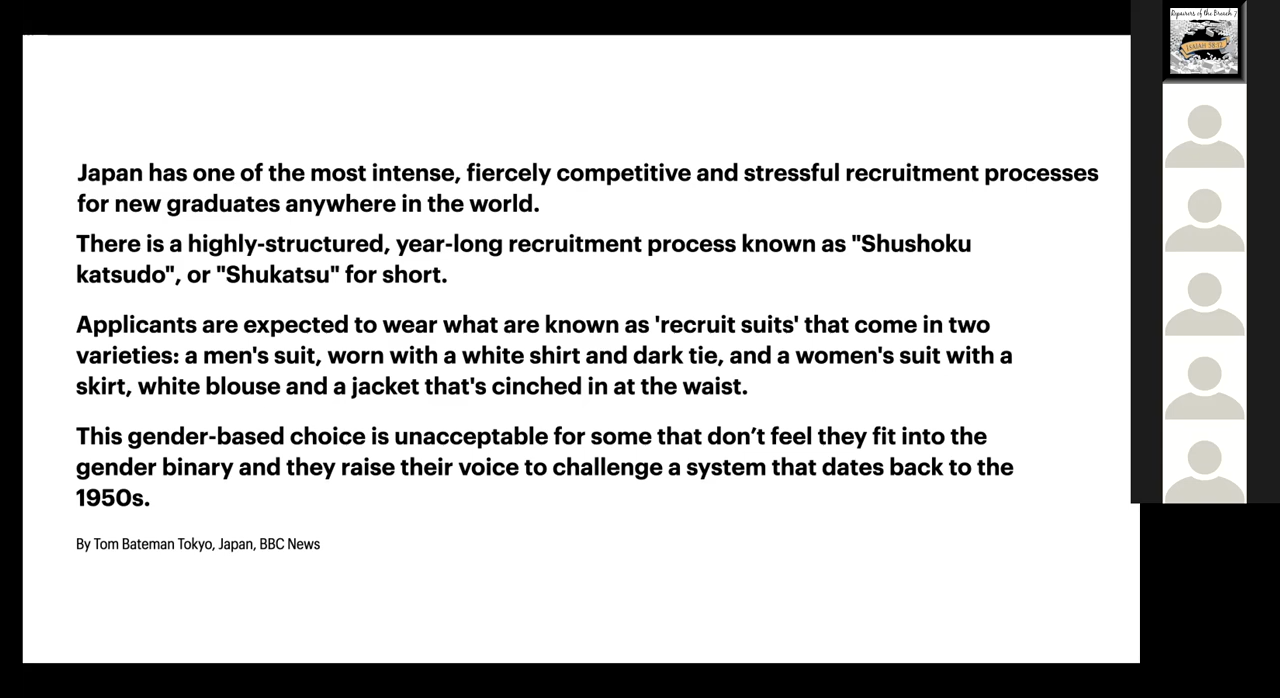 Repairers of the Breach 7
ISAIAH 58:12
Japan has one of the most intense, fiercely competitive and stressful recruitment processes
for new graduates anywhere in the world.
There is a highly-structured, year-long recruitment process known as "Shushoku
katsudo", or "Shukatsu" for short.
Applicants are expected to wear what are known as 'recruit suits' that come in two
varieties: a men's suit, worn with a white shirt and dark tie, and a women's suit with a
skirt, white blouse and a jacket that's cinched in at the waist.
This gender-based choice is unacceptable for some that don’t feel they fit into the
gender binary and they raise their voice to challenge a system that dates back to the
1950s.
By Tom Bateman Tokyo, Japan, BBC News